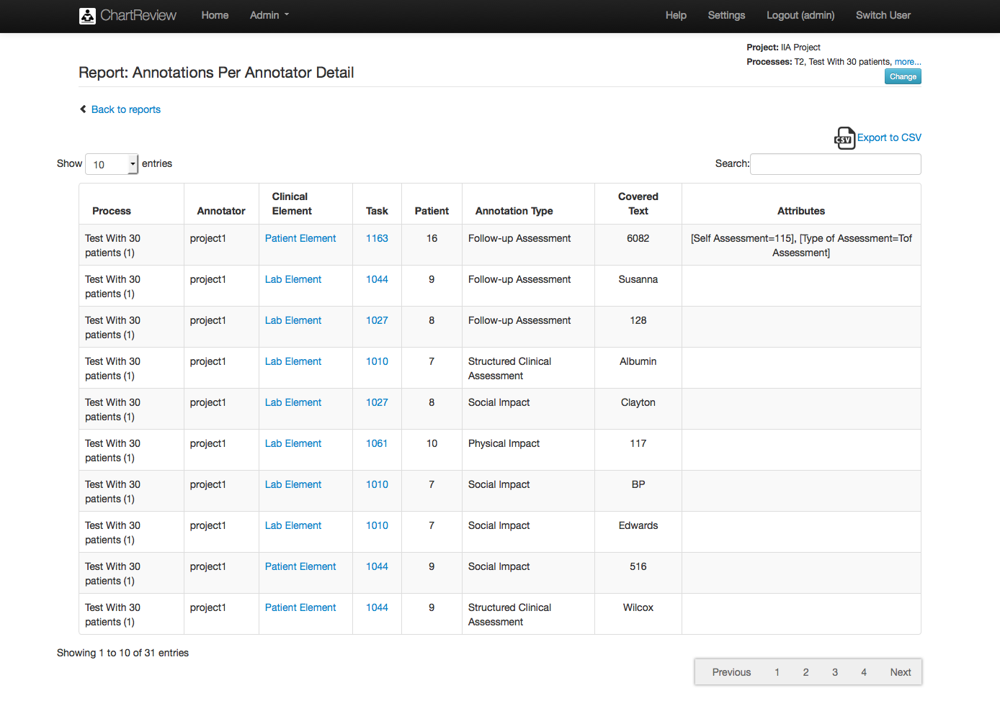 ChartReview Home Admin Help Settings Logout (admin) Switch User
Project: IIA Project
Processes: T2, Test With 30 patients, more...
Report: Annotations Per Annotator Detail
Change
Back to reports
CSV Export to CSV
Show 10 entries Search:
Process Annotator Clinical Element Task Patient Annotation Type Covered Text Attributes
Test With 30 patients (1) project1 Patient Element 1163 16 Follow-up Assessment 6082 [Self Assessment=115], [Type of Assessment=Tof Assessment]
Test With 30 patients (1) project1 Lab Element 1044 9 Follow-up Assessment Susanna
Test With 30 patients (1) project1 Lab Element 1027 8 Follow-up Assessment 128
Test With 30 patients (1) project1 Lab Element 1010 7 Structured Clinical Assessment Albumin
Test With 30 patients (1) project1 Lab Element 1027 8 Social Impact Clayton
Test With 30 patients (1) project1 Lab Element 1061 10 Physical Impact 117
Test With 30 patients (1) project1 Lab Element 1010 7 Social Impact BP
Test With 30 patients (1) project1 Lab Element 1010 7 Social Impact Edwards
Test With 30 patients (1) project1 Patient Element 1044 9 Social Impact 516
Test With 30 patients (1) project1 Patient Element 1044 9 Structured Clinical Assessment Wilcox
Showing 1 to 10 of 31 entries
Previous 1 2 3 4 Next